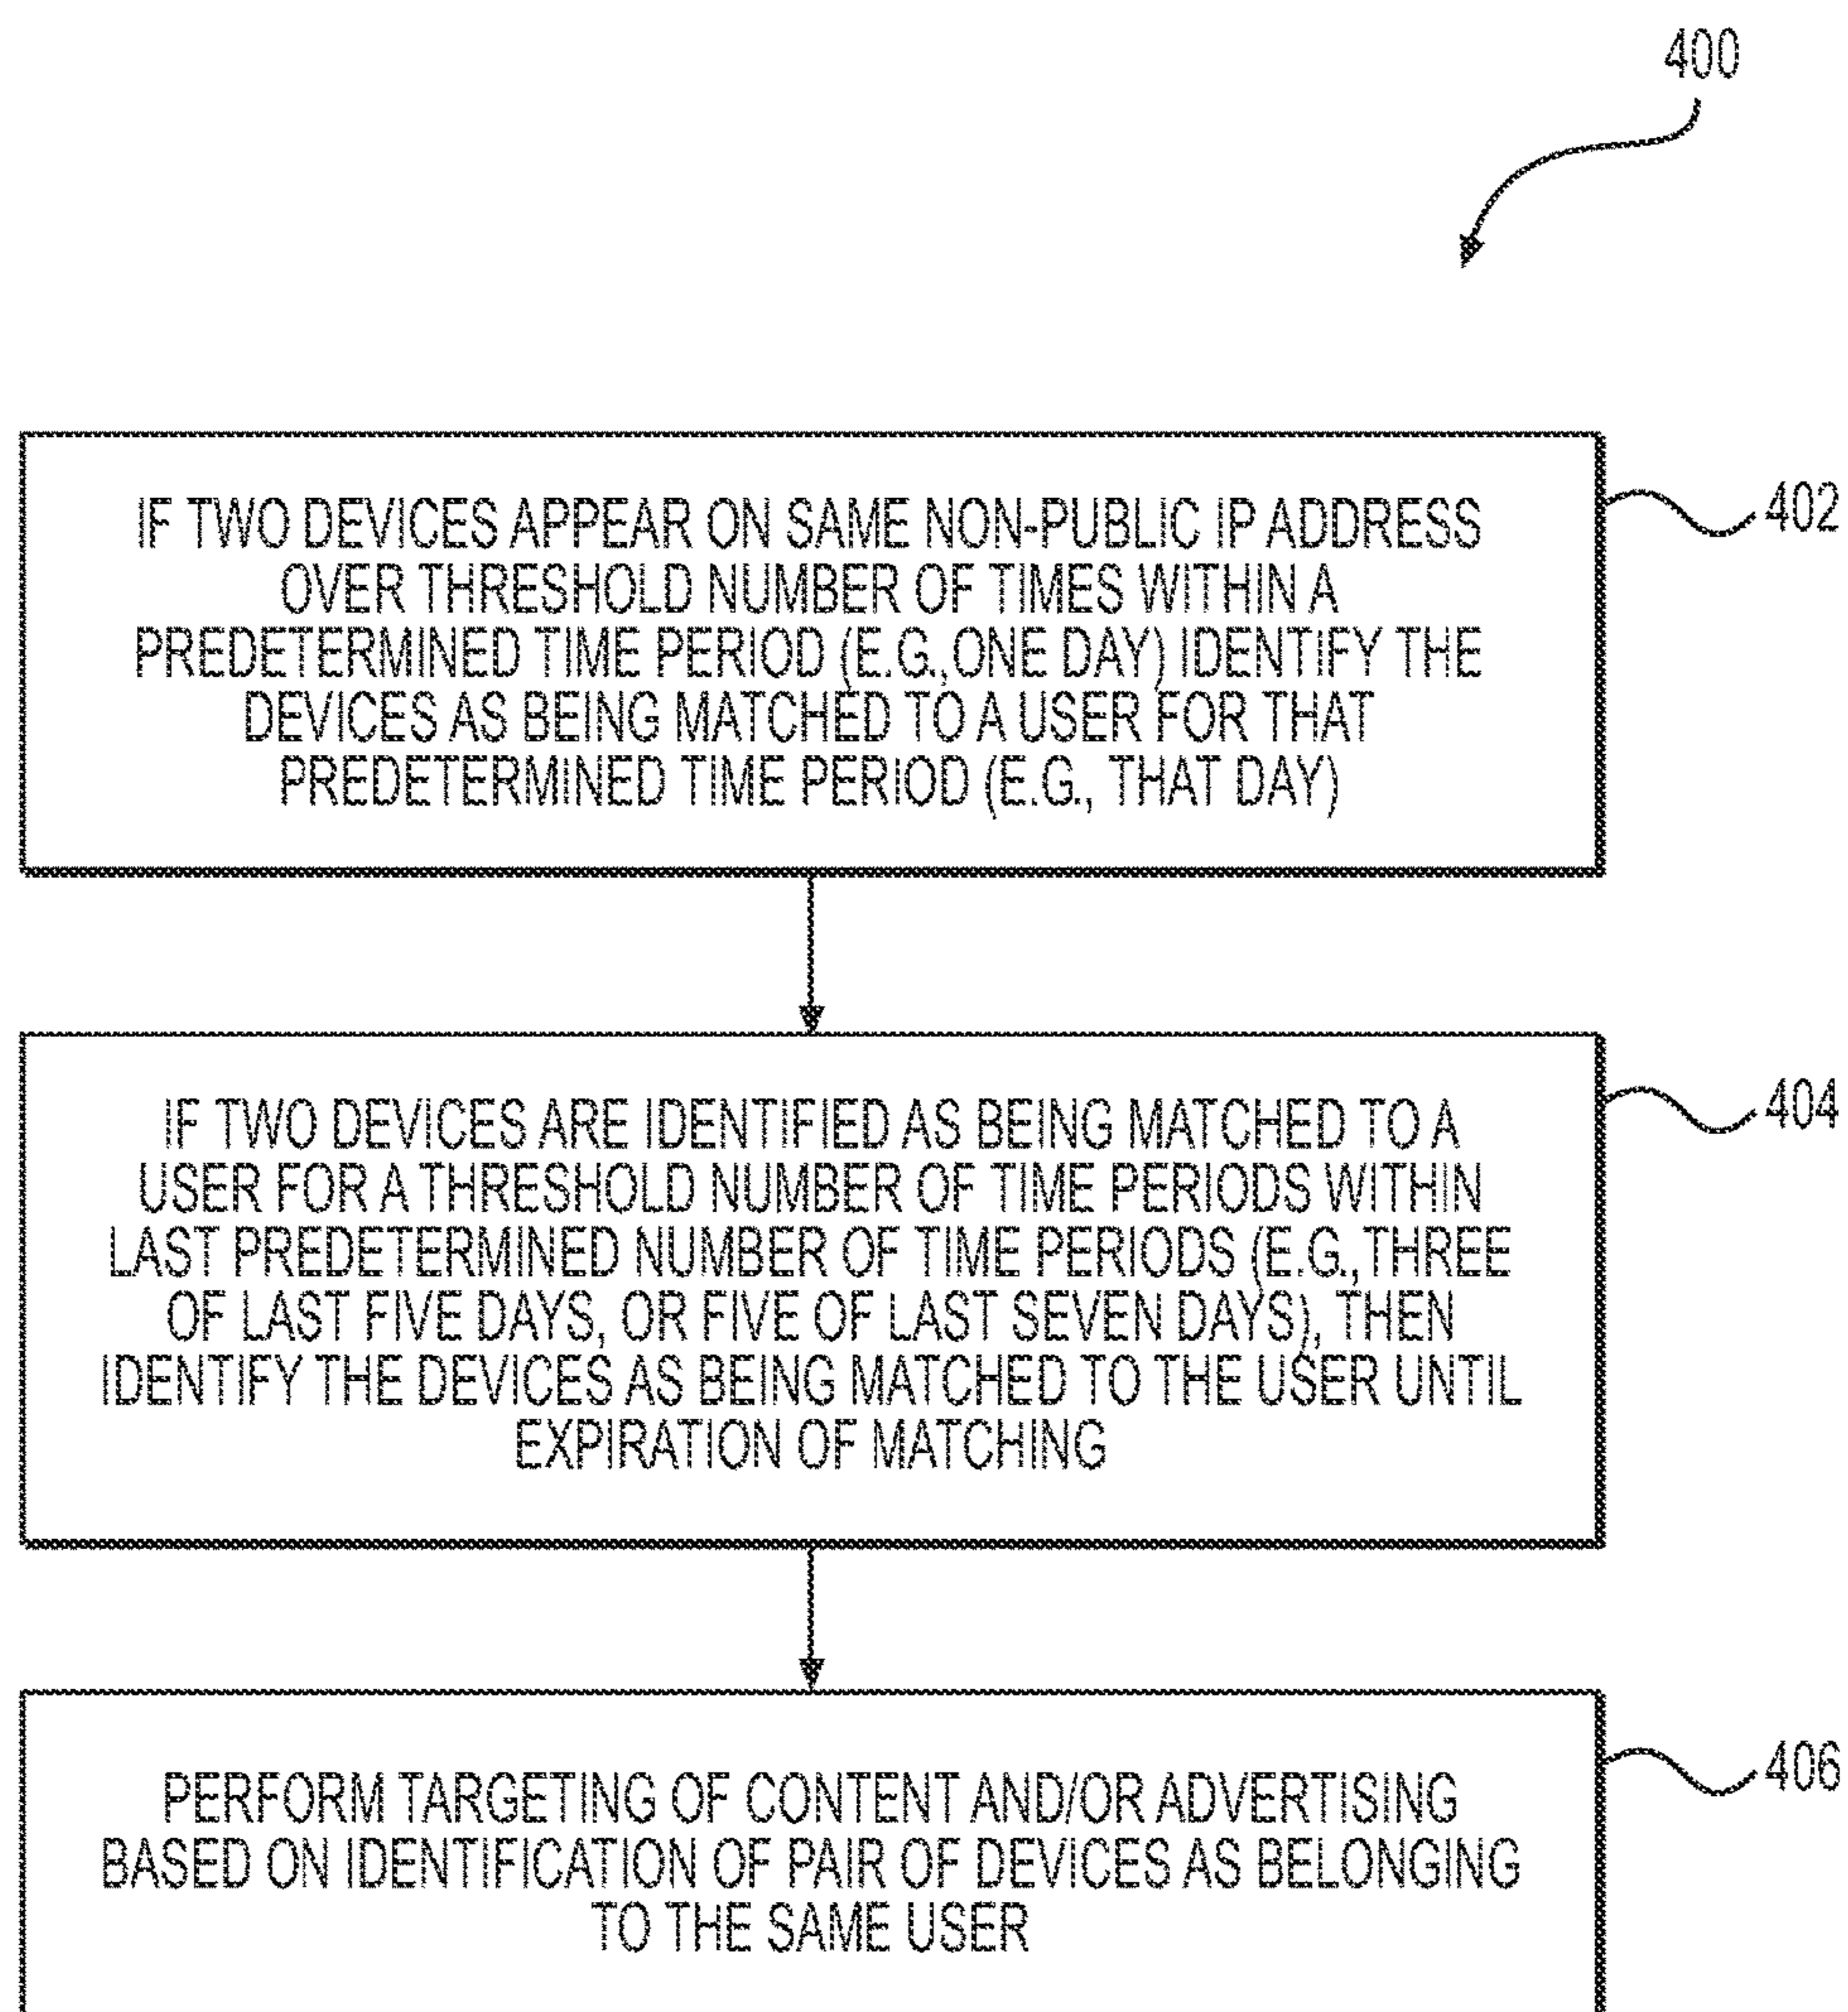 400
IF TWO DEVICES APPEAR ON SAME NON-PUBLIC IP ADDRESS
OVER THRESHOLD NUMBER OF TIMES WITHIN A
PREDETERMINED TIME PERIOD (E.G.,ONE DAY) IDENTIFY THE
DEVICES AS BEING MATCHED TO A USER FOR THAT
PREDETERMINED TIME PERIOD (E.G., THAT DAY)
402
IF TWO DEVICES ARE IDENTIFIED AS BEING MATCHED TO A
USER FOR A THRESHOLD NUMBER OF TIME PERIODS WITHIN
LAST PREDETERMINED NUMBER OF TIME PERIODS (E.G.,THREE
OF LAST FIVE DAYS, OR FIVE OF LAST SEVEN DAYS), THEN
IDENTIFY THE DEVICES AS BEING MATCHED TO THE USER UNTIL
EXPIRATION OF MATCHING
404
PERFORM TARGETING OF CONTENT AND/OR ADVERTISING
BASED ON IDENTIFICATION OF PAIR OF DEVICES AS BELONGING
TO THE SAME USER
406